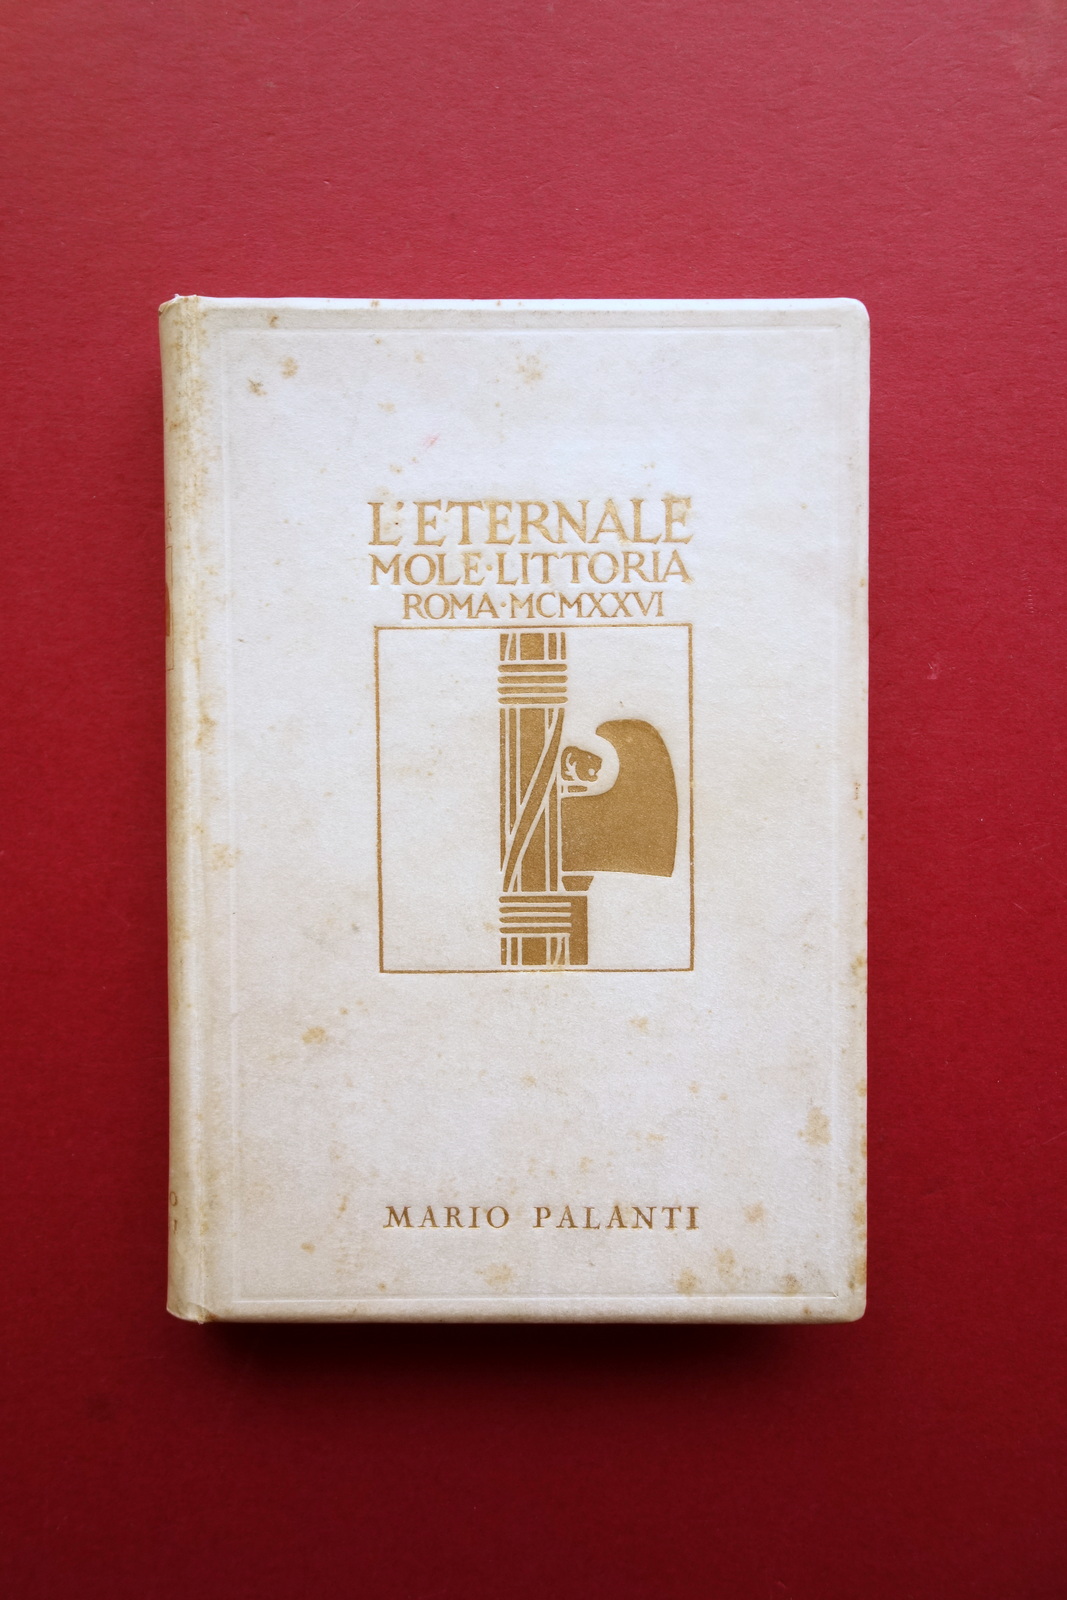 L'ETERNALE
MOLE·LITTORIA
ROMA·MCMXXVI
MARIO PALANTI